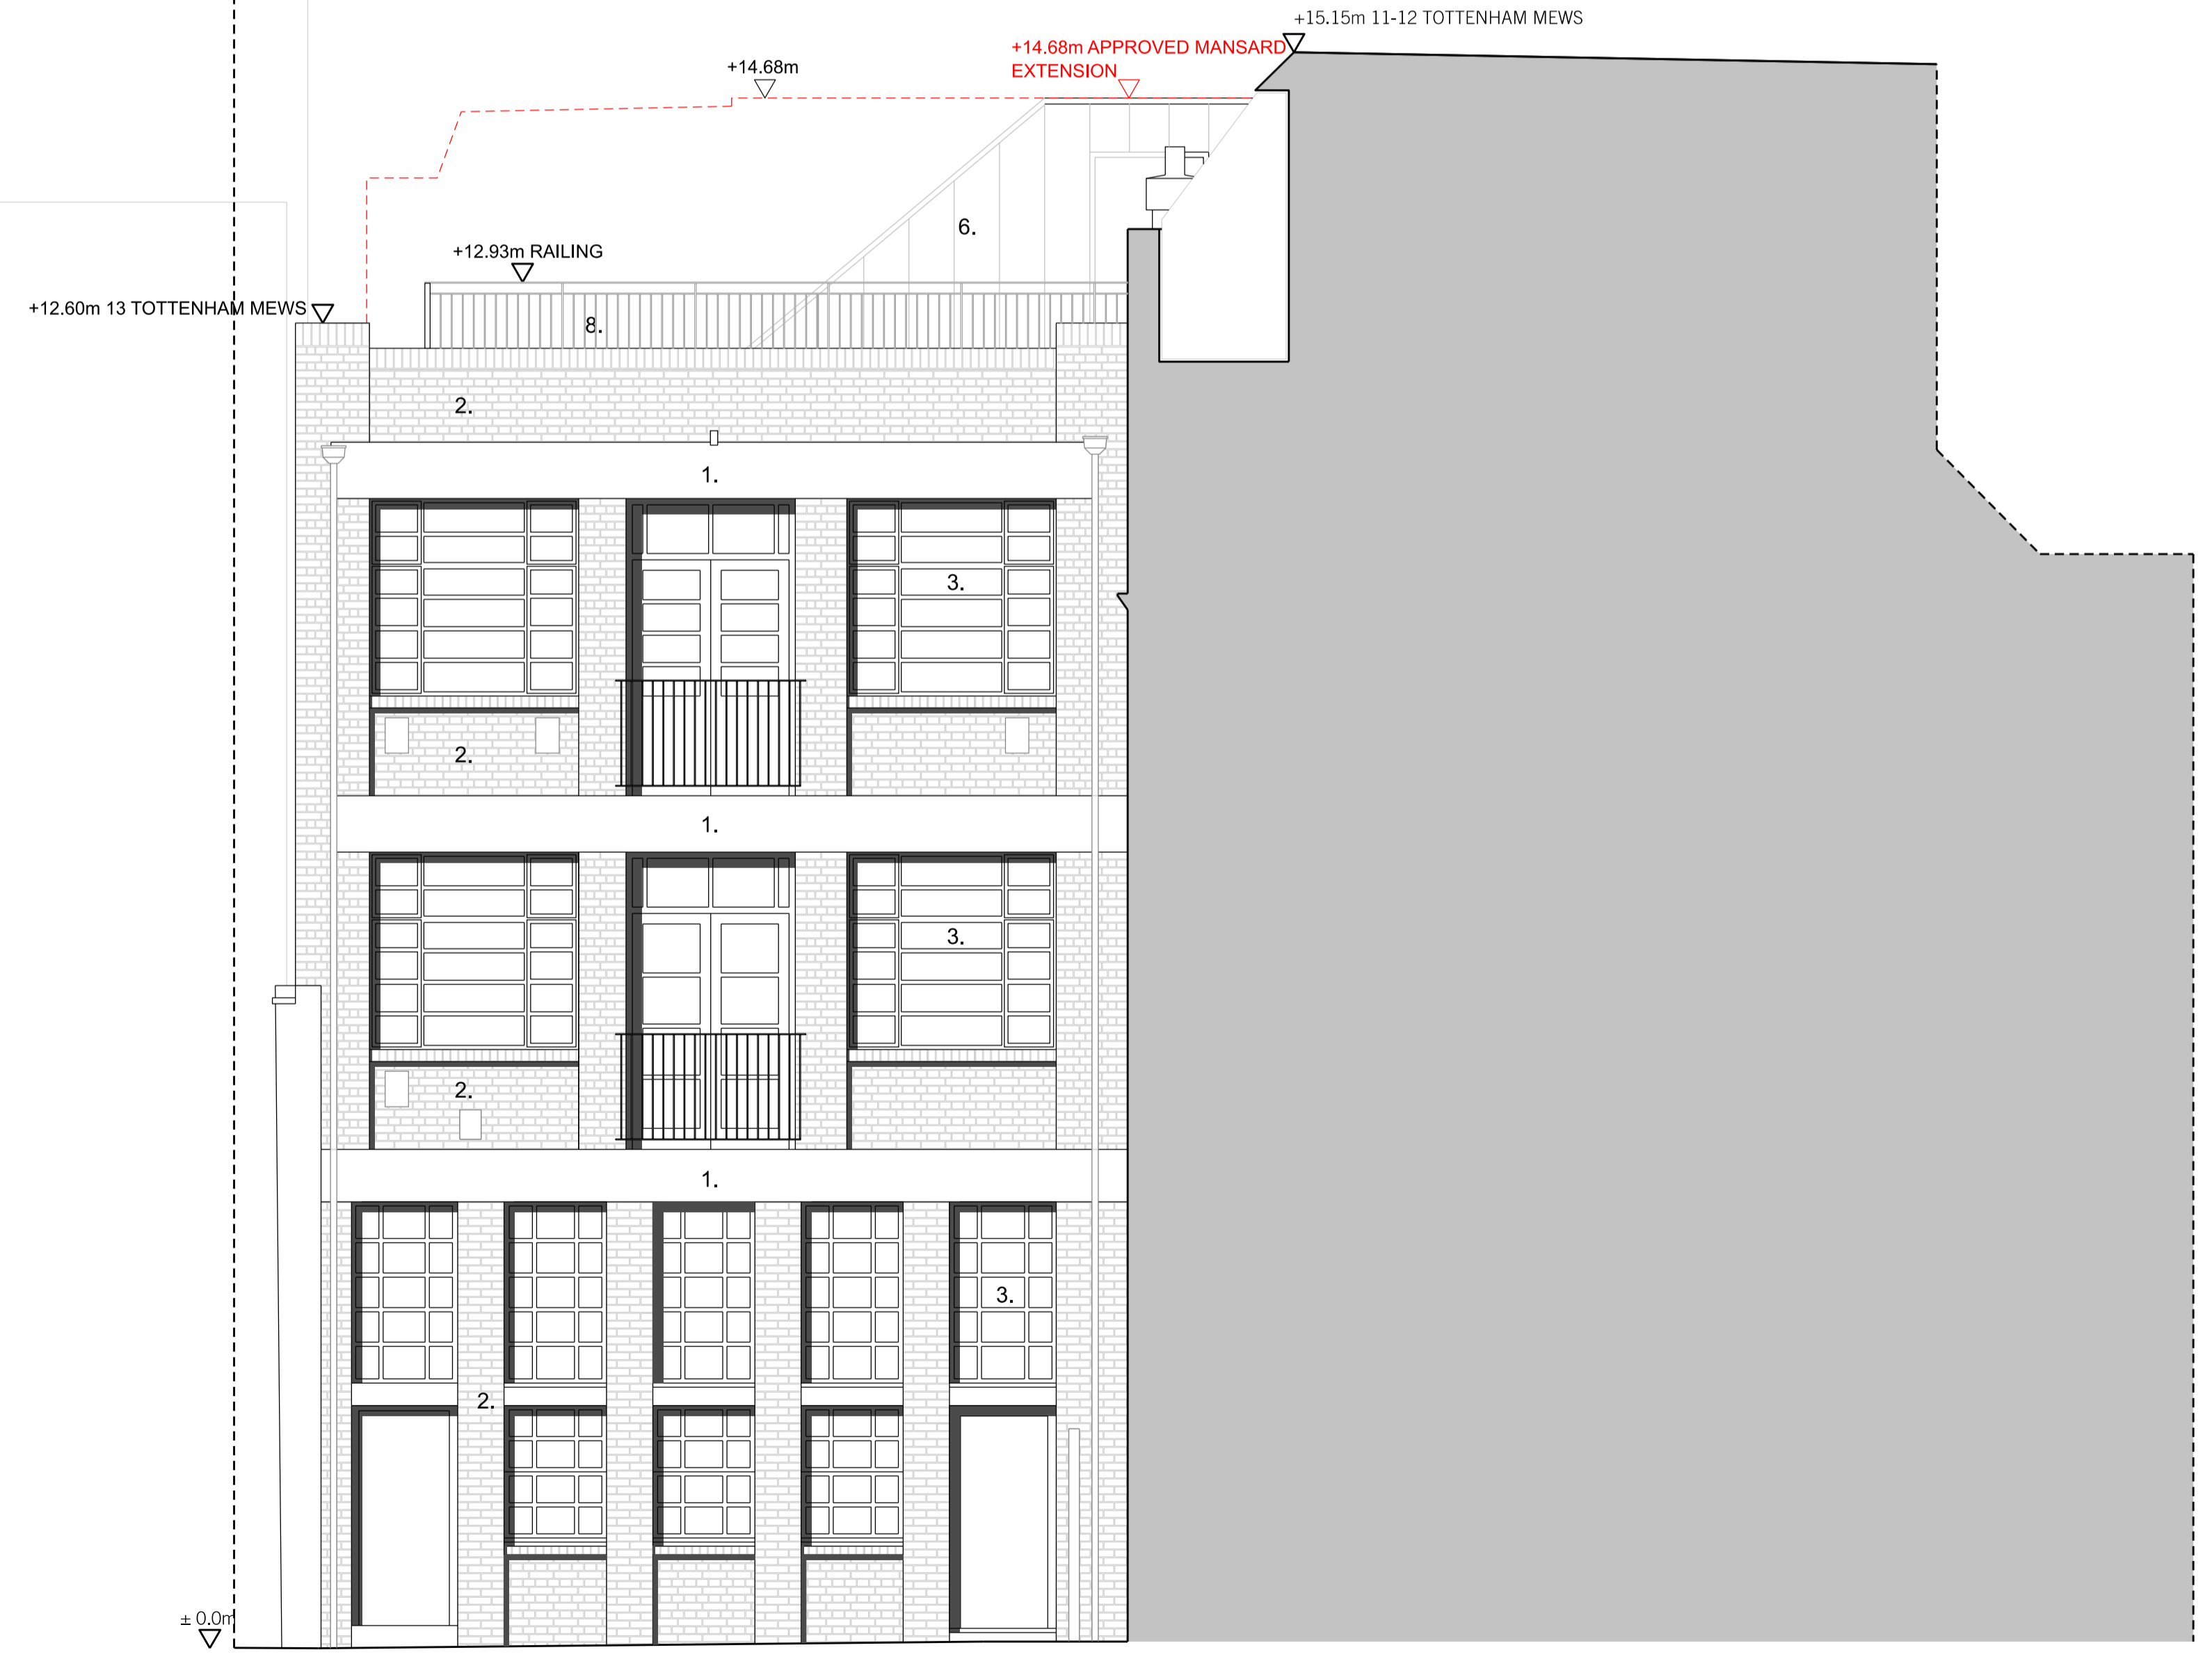 +15.15m 11-12 TOTTENHAM MEWS
+14.68m APPROVED MANSARD
EXTENSION
+14.68m
6.
+12.93m RAILING
+12.60m 13 TOTTENHAM MEWS
8.
2.
1.
3.
2.
1.
3.
2.
1.
3.
2.
± 0.0m